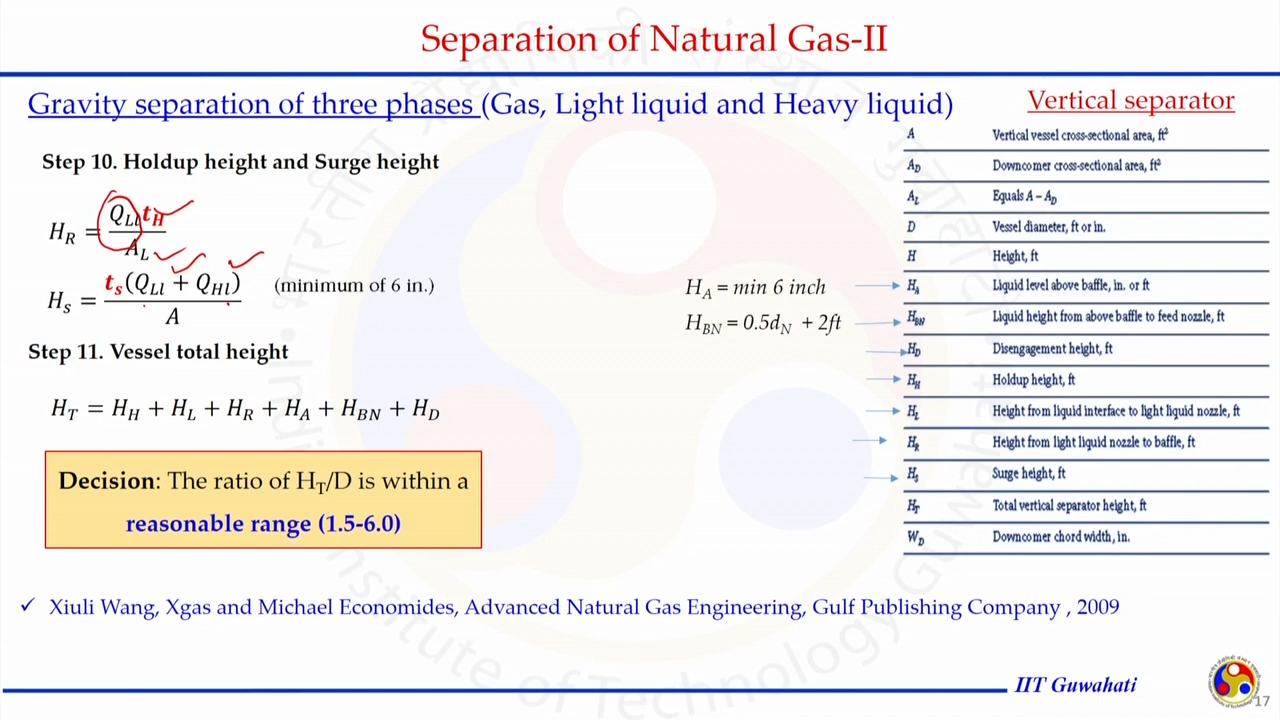 Separation of Natural Gas-II
Gravity separation of three phases (Gas, Light liquid and Heavy liquid)
Vertical separator
Step 10. Holdup height and Surge height
H_R = Q_Ll t_H / A_L
H_s = t_s(Q_Ll + Q_Hl) / A (minimum of 6 in.)
Step 11. Vessel total height
H_T = H_H + H_L + H_R + H_A + H_BN + H_D
Decision: The ratio of H_T/D is within a
reasonable range (1.5-6.0)
H_A = min 6 inch
H_BN = 0.5d_N + 2ft
A Vertical vessel cross-sectional area, ft²
A_D Downcomer cross-sectional area, ft²
A_L Equals A – A_D
D Vessel diameter, ft or in.
H Height, ft
H_A Liquid level above baffle, in. or ft
H_BN Liquid height from above baffle to feed nozzle, ft
H_D Disengagement height, ft
H_H Holdup height, ft
H_L Height from liquid interface to light liquid nozzle, ft
H_R Height from light liquid nozzle to baffle, ft
H_S Surge height, ft
H_T Total vertical separator height, ft
W_D Downcomer chord width, in.
✓ Xiuli Wang, Xgas and Michael Economides, Advanced Natural Gas Engineering, Gulf Publishing Company , 2009
IIT Guwahati
17